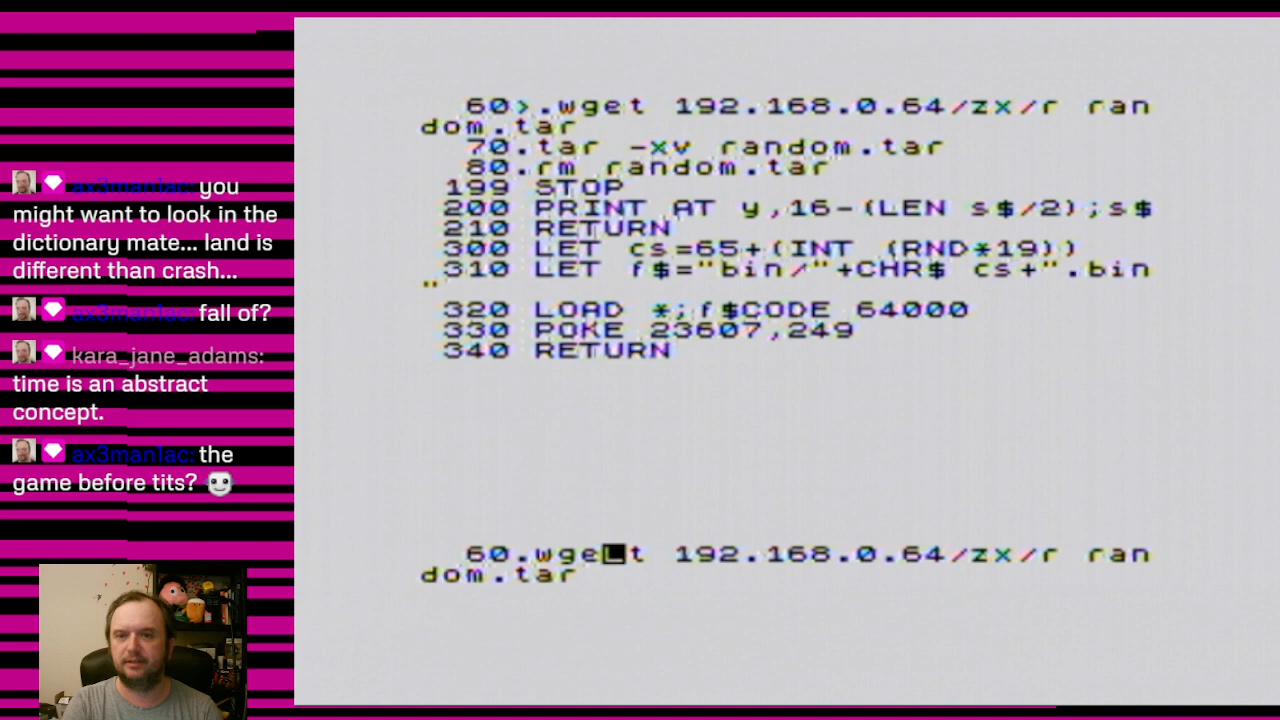 ax3man1ac: you
might want to look in the
dictionary mate... land is
different than crash...
ax3man1ac: fall of?
kara_jane_adams:
time is an abstract
concept.
ax3man1ac: the
game before tits?
60>.wget 192.168.0.64/zx/r ran
dom.tar
70.tar -xv random.tar
80.rm random.tar
199 STOP
200 PRINT AT y,16-(LEN s$/2);s$
210 RETURN
300 LET cs=65+(INT (RND*19))
310 LET f$="bin/"+CHR$ cs+".bin
"
320 LOAD *;f$CODE 64000
330 POKE 23607,249
340 RETURN
60.wgeLt 192.168.0.64/zx/r ran
dom.tar